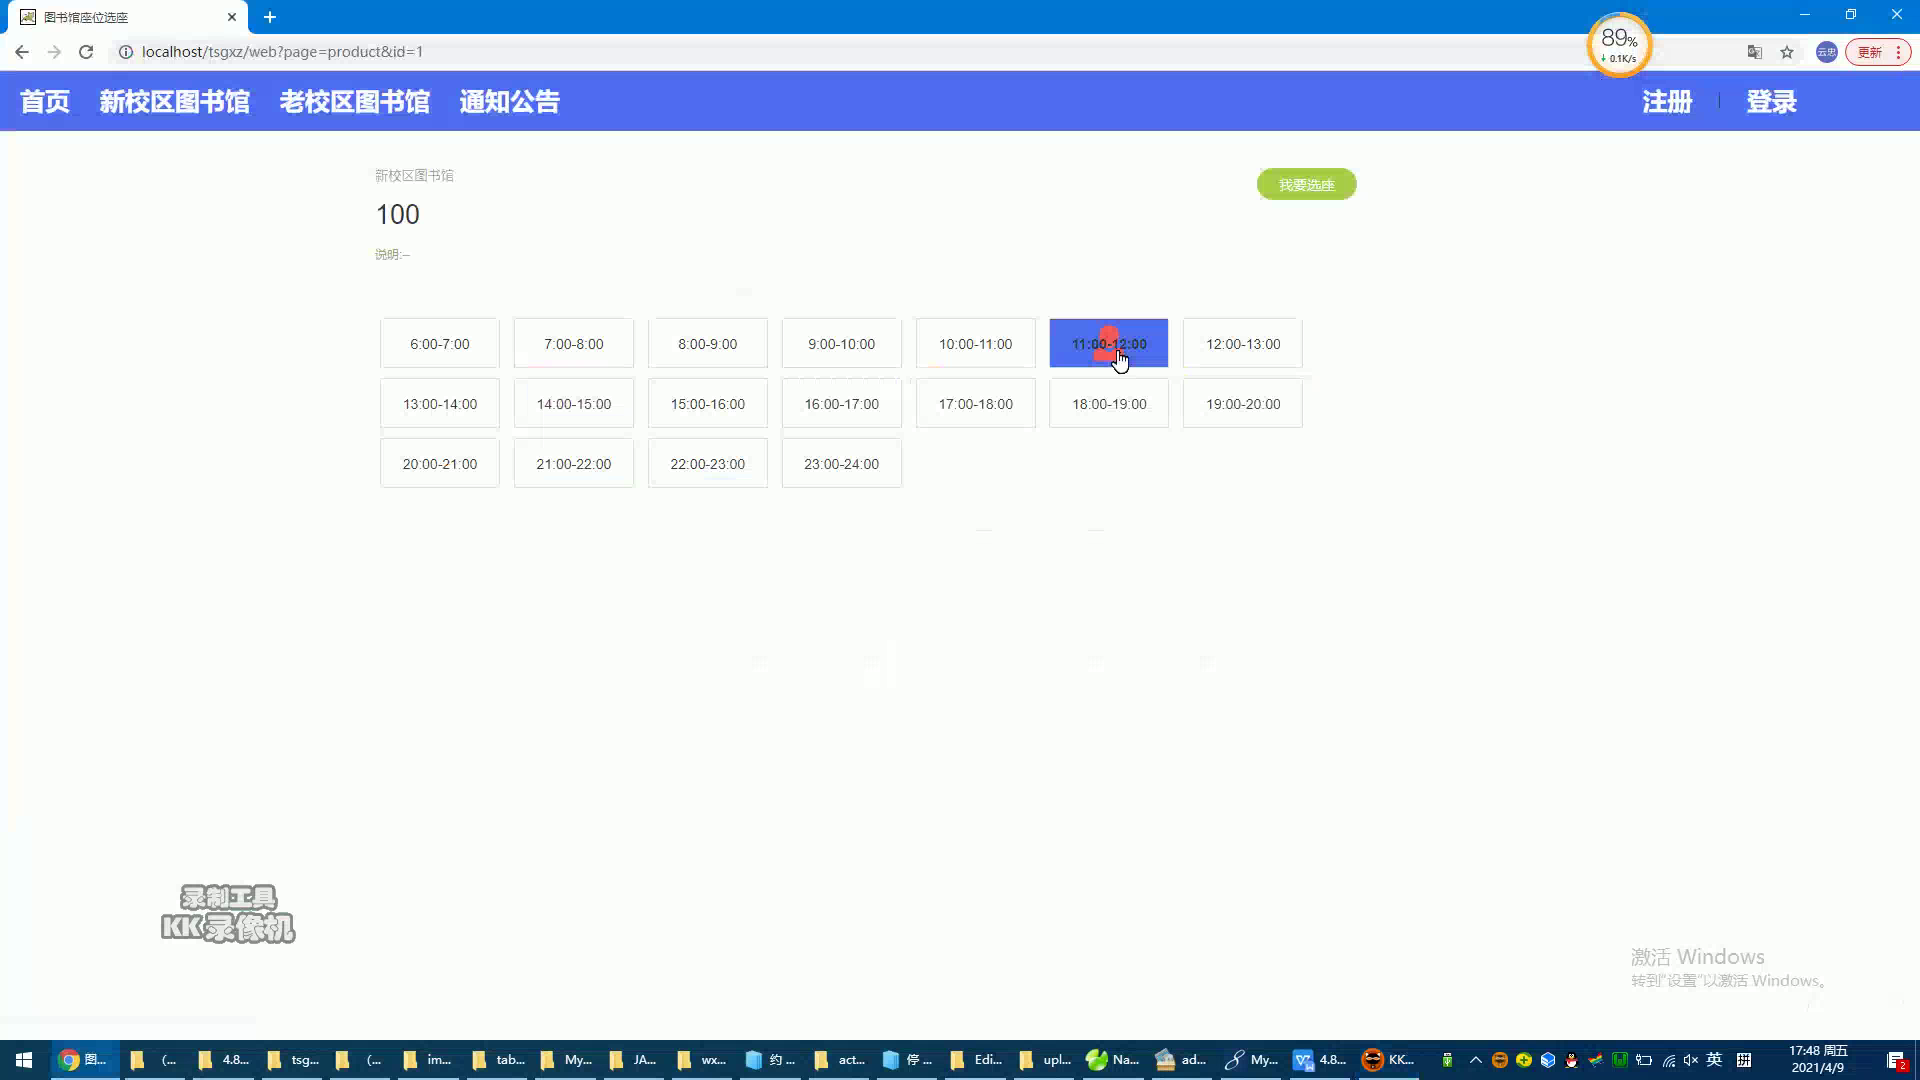 图书馆座位选座
localhost/tsgxz/web?page=product&id=1
89%
0.1K/s
云忠
更新
首页 新校区图书馆 老校区图书馆 通知公告 注册 登录
新校区图书馆
我要选座
100
说明:--
6:00-7:00 7:00-8:00 8:00-9:00 9:00-10:00 10:00-11:00 11:00-12:00 12:00-13:00
13:00-14:00 14:00-15:00 15:00-16:00 16:00-17:00 17:00-18:00 18:00-19:00 19:00-20:00
20:00-21:00 21:00-22:00 22:00-23:00 23:00-24:00
录制工具
KK录像机
激活 Windows
转到"设置"以激活 Windows。
图... (... 4.8... tsg... (... im... tab... My... JA... wx... 约 ... act... 停 ... Edi... upl... Na... ad... My... 4.8... KK... 英 17:48 周五
2021/4/9
2